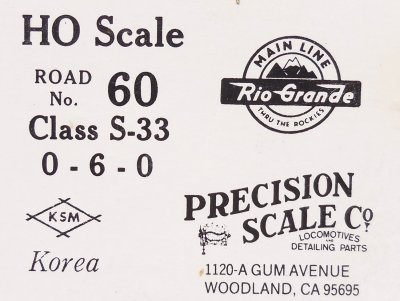 HO Scale
ROAD No. 60
Class S-33
0-6-0
KSM
Korea
MAIN LINE
Rio Grande
THRU THE ROCKIES
PRECISION
SCALE Co.
LOCOMOTIVES
AND
DETAILING PARTS
1120-A GUM AVENUE
WOODLAND, CA 95695